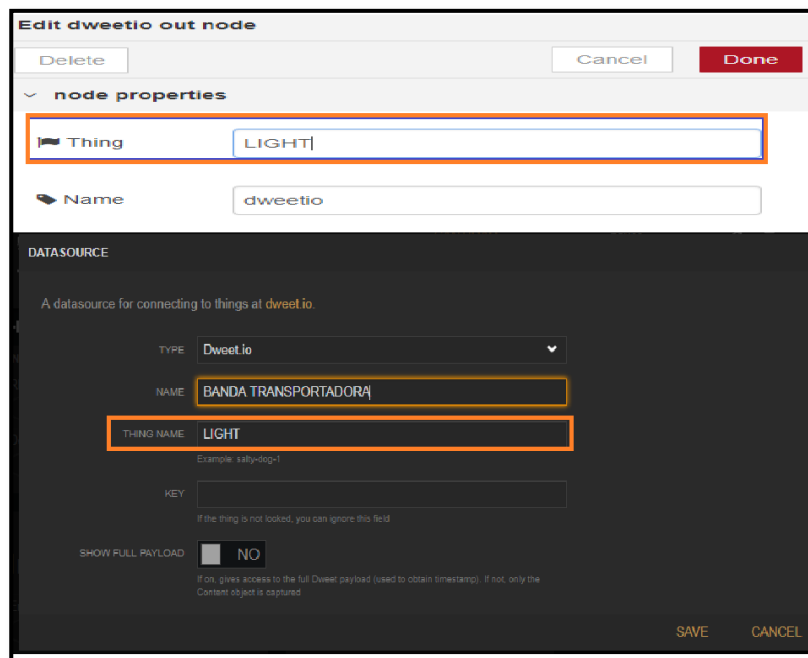 Edit dweetio out node
Delete Cancel Done
node properties
Thing LIGHT
Name dweetio
DATASOURCE
A datasource for connecting to things at dweet.io.
TYPE Dweet.io
NAME BANDA TRANSPORTADORA
THING NAME LIGHT
Example: salty-dog-1
KEY
If the thing is not locked, you can ignore this field
SHOW FULL PAYLOAD NO
If on, gives access to the full Dweet payload (used to obtain timestamp). If not, only the
Content object is captured
SAVE CANCEL